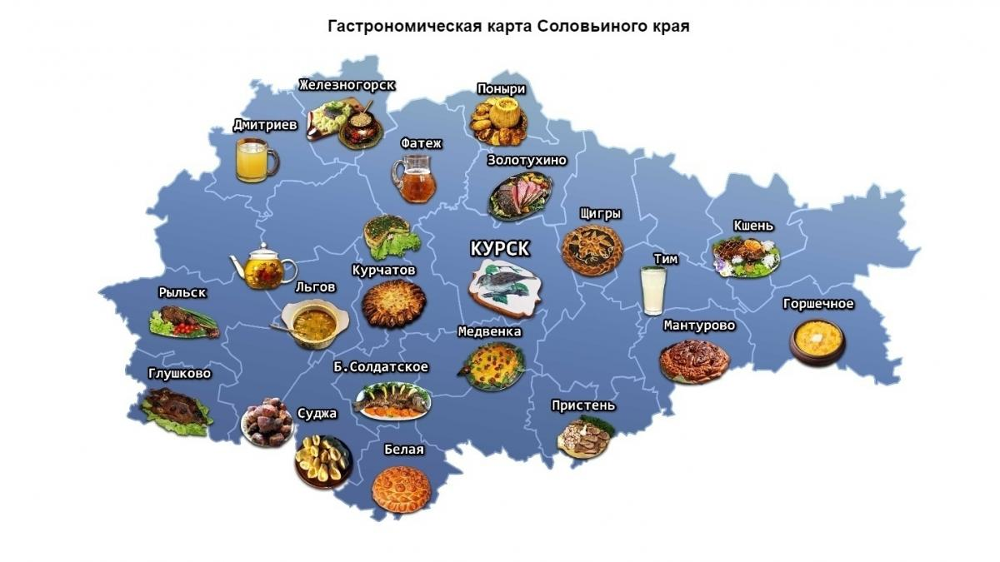 Гастрономическая карта Соловьиного края
Железногорск
Поныри
Дмитриев
Фатеж
Золотухино
Щигры
Кшень
КУРСК
Тим
Курчатов
Льгов
Рыльск
Горшечное
Мантурово
Медвенка
Б.Солдатское
Глушково
Пристень
Суджа
Белая